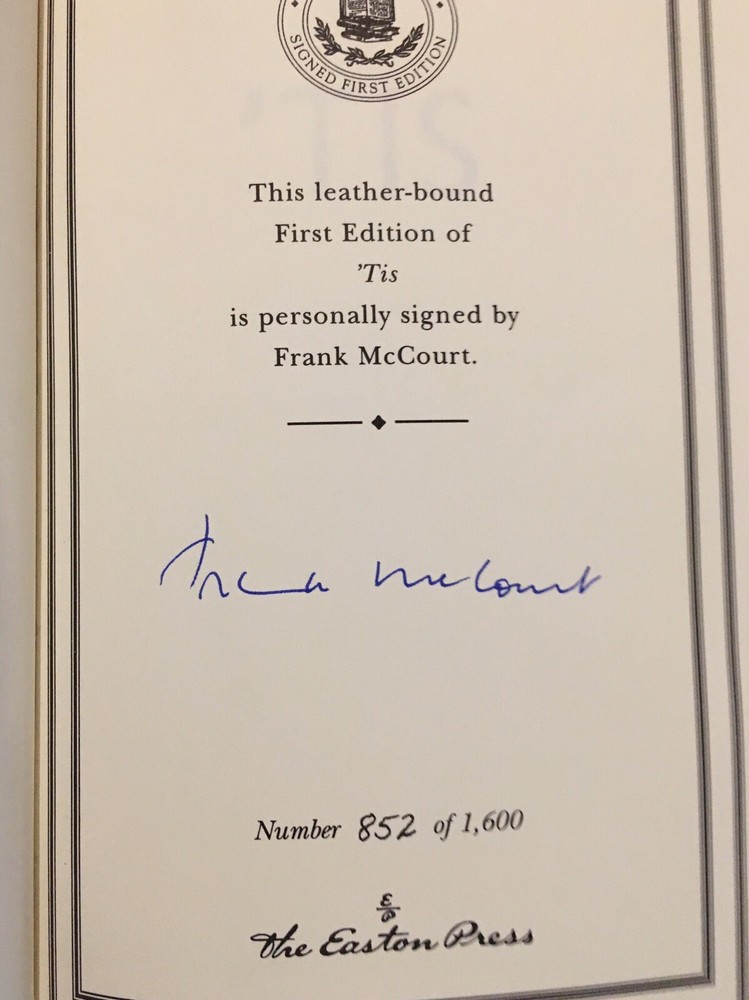 SIGNED FIRST EDITION
This leather-bound
First Edition of
’Tis
is personally signed by
Frank McCourt.
Frank McCourt
Number 852 of 1,600
E/P
The Easton Press